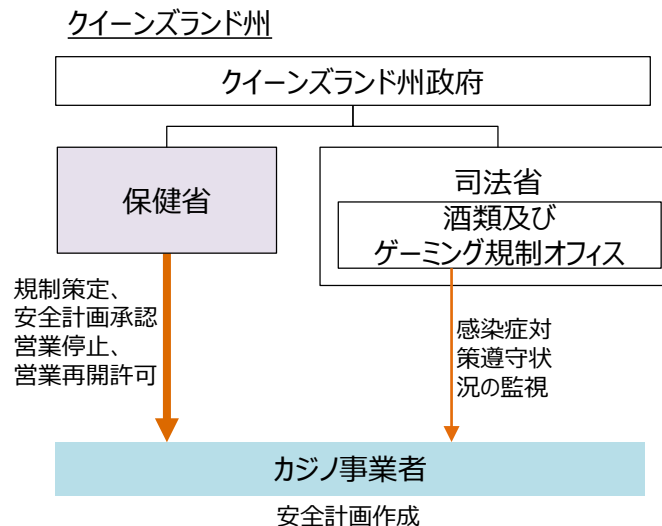 クイーンズランド州
クイーンズランド州政府
保健省
司法省
酒類及び
ゲーミング規制オフィス
規制策定、
安全計画承認
営業停止、
営業再開許可
感染症対
策遵守状
況の監視
カジノ事業者
安全計画作成